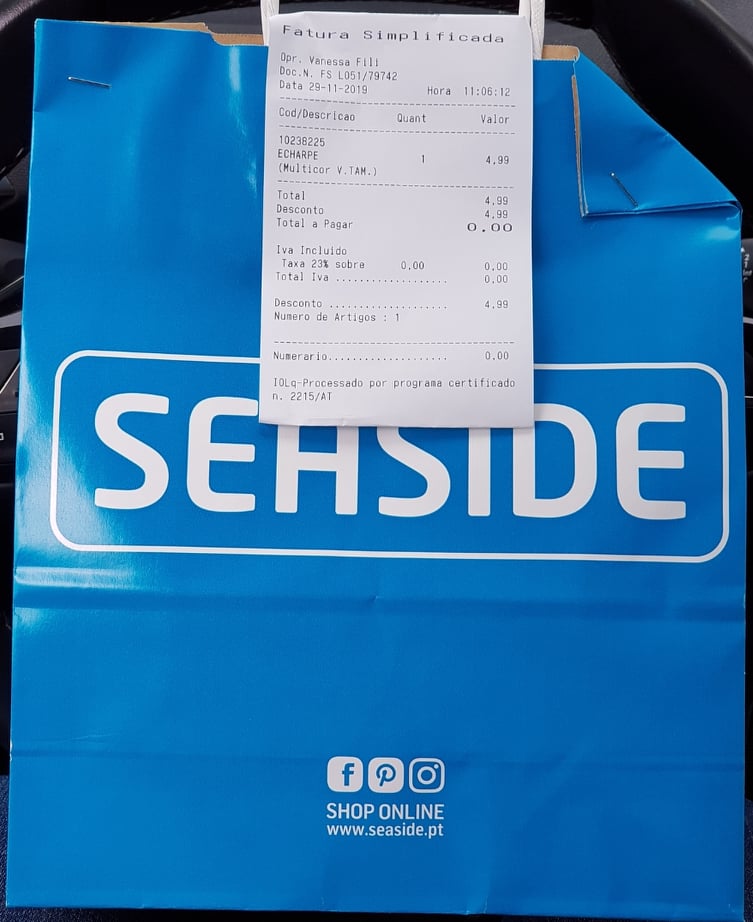 Fatura Simplificada
Opr. Vanessa Fili
Doc.N. FS L051/79742
Data 29-11-2019 Hora 11:06:12
Cod/Descricao Quant Valor
10238225
ECHARPE 1 4,99
(Multicor V.TAM.)
Total 4,99
Desconto 4,99
Total a Pagar 0.00
Iva Incluido
Taxa 23% sobre 0,00 0,00
Total Iva ................... 0,00
Desconto .................... 4,99
Numero de Artigos : 1
Numerario.................... 0,00
IOLq-Processado por programa certificado
n. 2215/AT
SEASIDE
SHOP ONLINE
www.seaside.pt